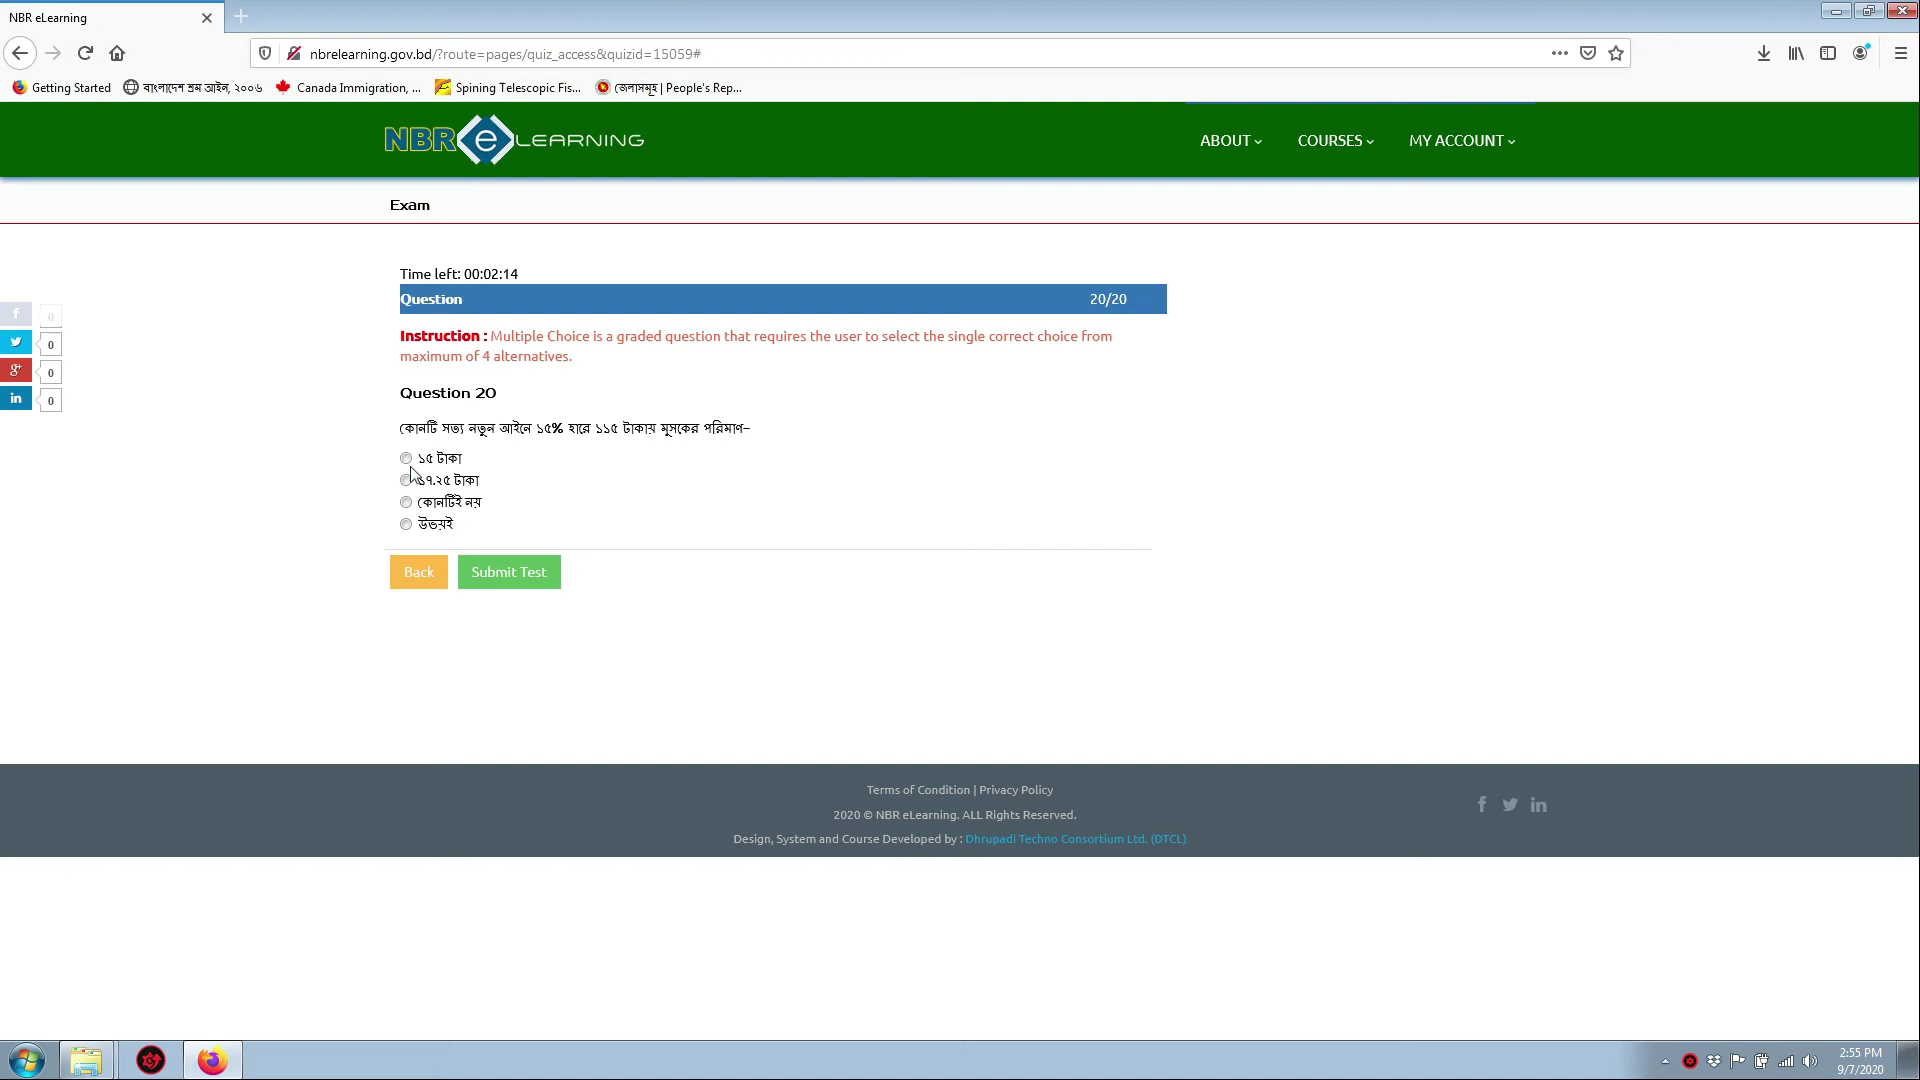 NBR eLearning
nbrelearning.gov.bd/?route=pages/quiz_access&quizid=15059#
Getting Started
বাংলাদেশ শ্রম আইন, ২০০৬
Canada Immigration, ...
Spining Telescopic Fis...
জেলাসমূহ | People's Rep...
NBR e LEARNING
ABOUT
COURSES
MY ACCOUNT
Exam
Time left: 00:02:14
Question 20/20
Instruction : Multiple Choice is a graded question that requires the user to select the single correct choice from
maximum of 4 alternatives.
Question 20
কোনটি সত্য নতুন আইনে ১৫% হারে ১১৫ টাকায় মূসকের পরিমাণ–
১৫ টাকা
১৭.২৫ টাকা
কোনটিই নয়
উভয়ই
Back
Submit Test
f 0
0
g+ 0
in 0
Terms of Condition | Privacy Policy
2020 © NBR eLearning. ALL Rights Reserved.
Design, System and Course Developed by : Dhrupadi Techno Consortium Ltd. (DTCL)
2:55 PM
9/7/2020